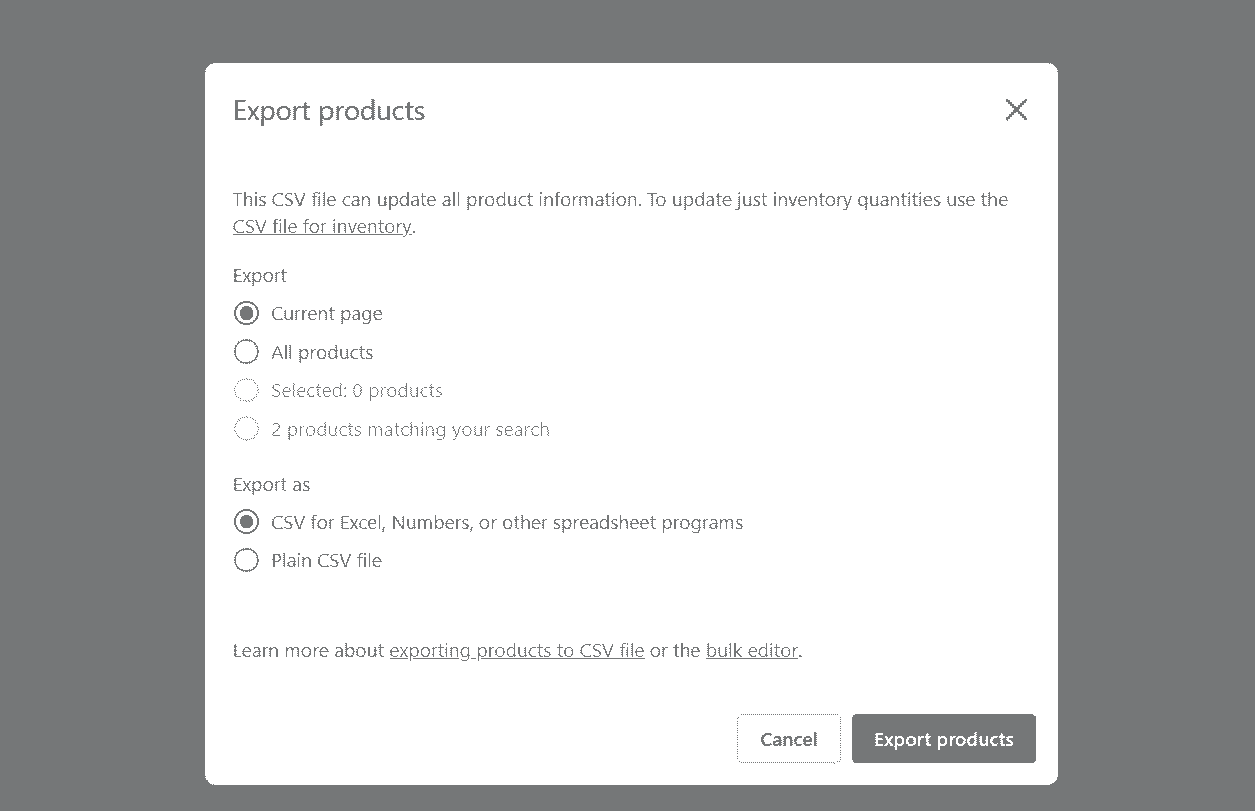 Export products
This CSV file can update all product information. To update just inventory quantities use the
CSV file for inventory.
Export
Current page
All products
Selected: 0 products
2 products matching your search
Export as
CSV for Excel, Numbers, or other spreadsheet programs
Plain CSV file
Learn more about exporting products to CSV file or the bulk editor.
Cancel
Export products